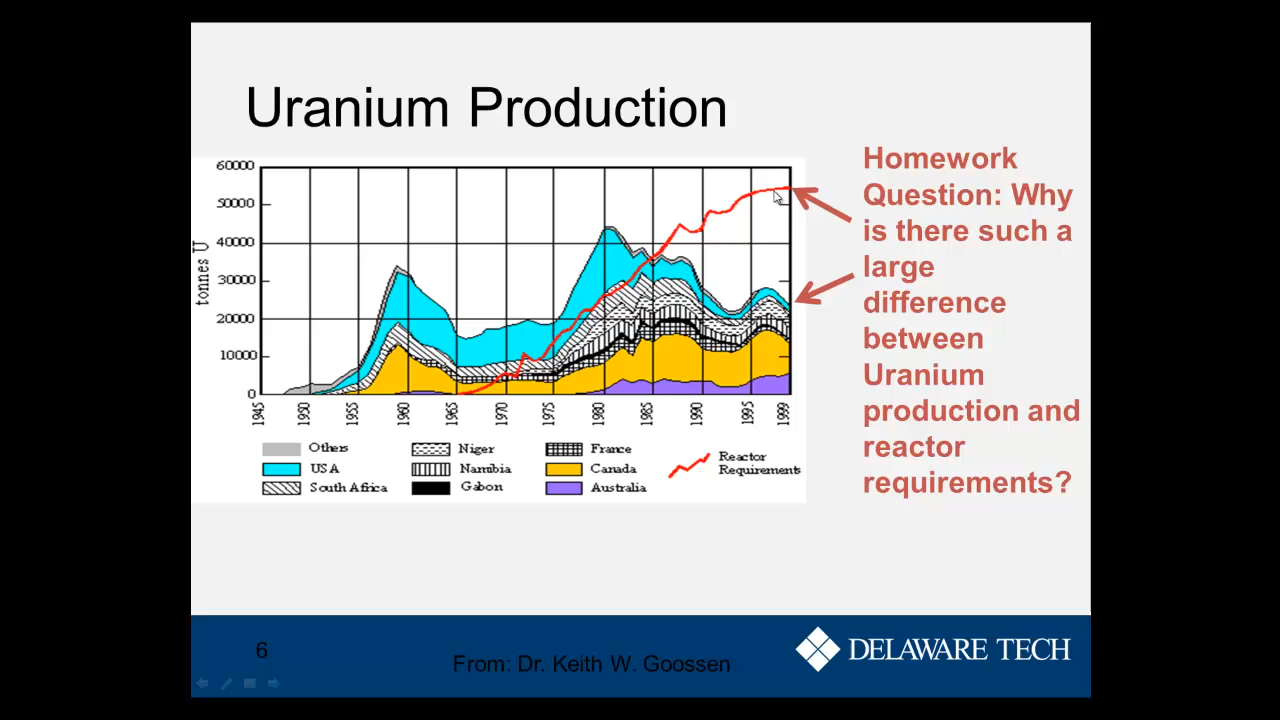 Uranium Production
60000
50000
40000
30000
20000
10000
0
tonnes U
1945
1950
1955
1960
1965
1970
1975
1980
1985
1990
1995
1999
Others
USA
South Africa
Niger
Namibia
Gabon
France
Canada
Australia
Reactor
Requirements
Homework
Question: Why
is there such a
large
difference
between
Uranium
production and
reactor
requirements?
6
From: Dr. Keith W. Goossen
DELAWARE TECH